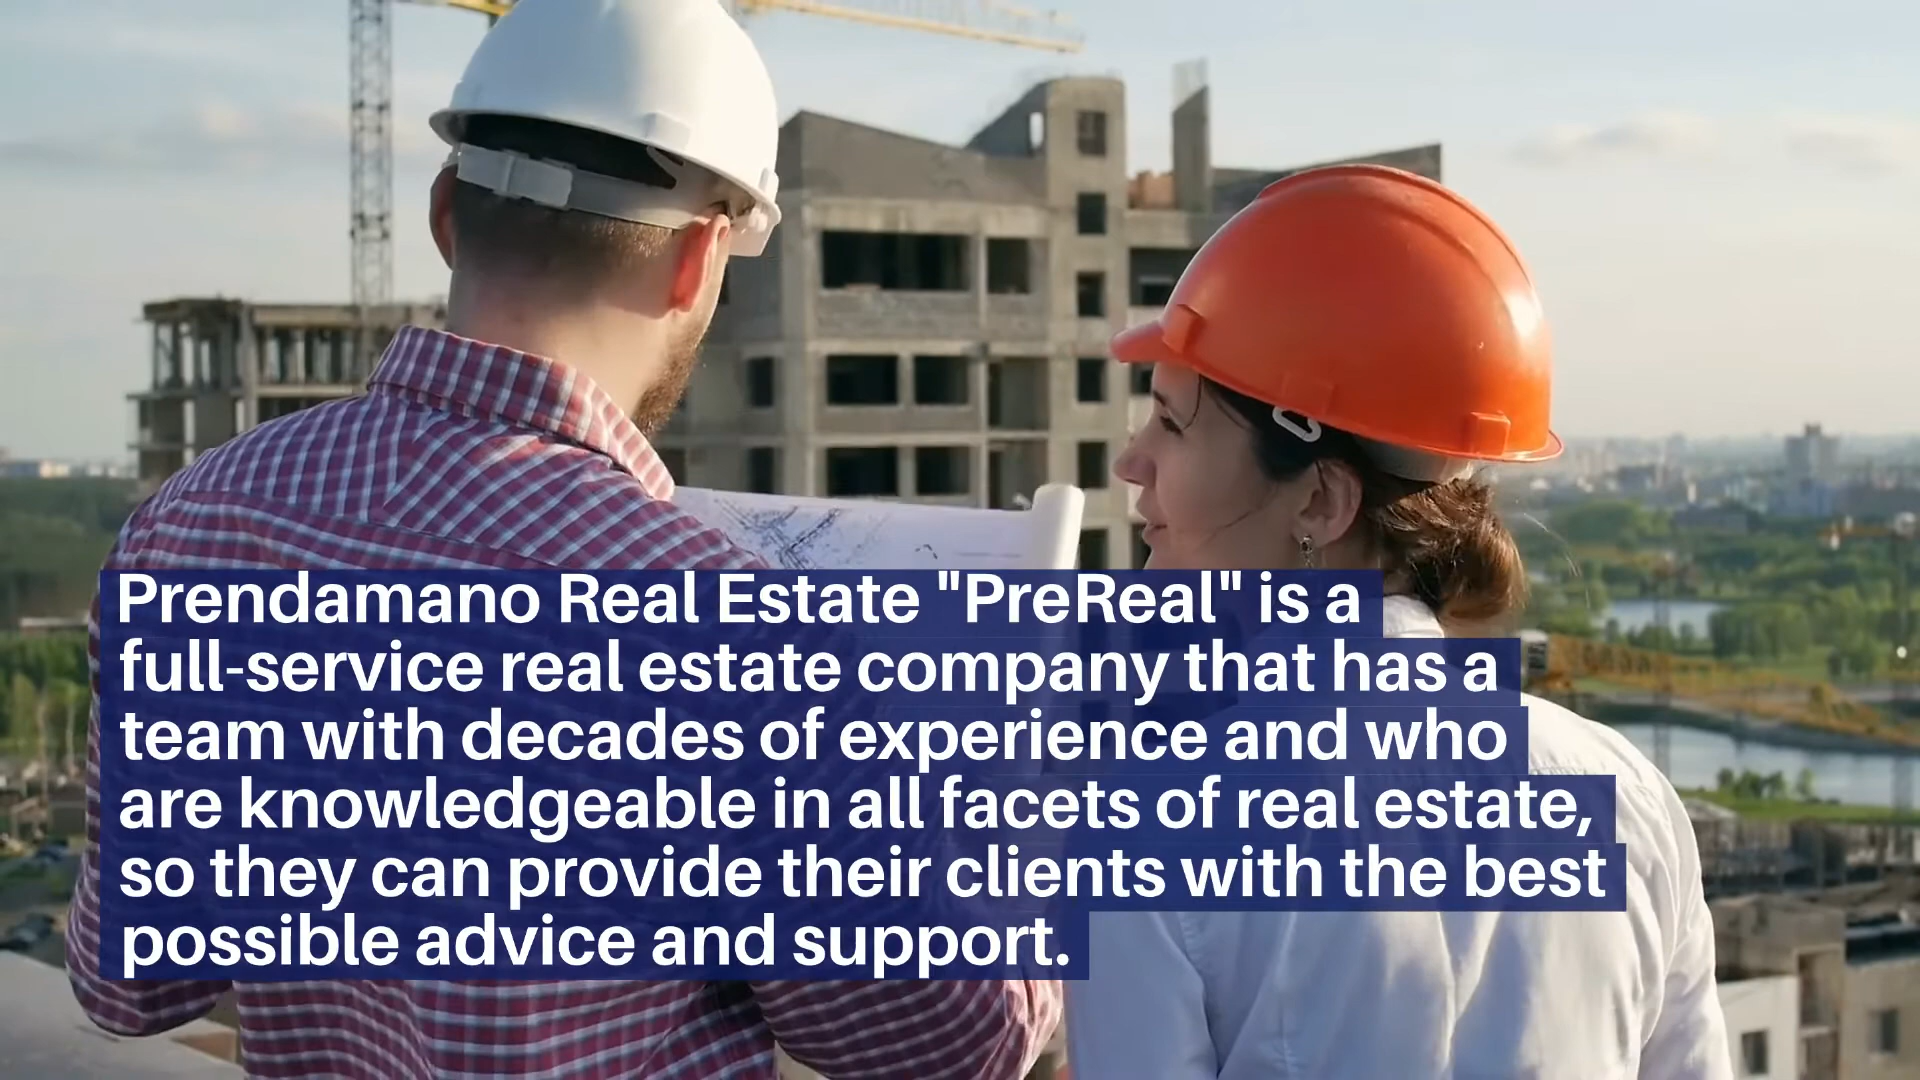 Prendamano Real Estate "PreReal" is a
full-service real estate company that has a
team with decades of experience and who
are knowledgeable in all facets of real estate,
so they can provide their clients with the best
possible advice and support.